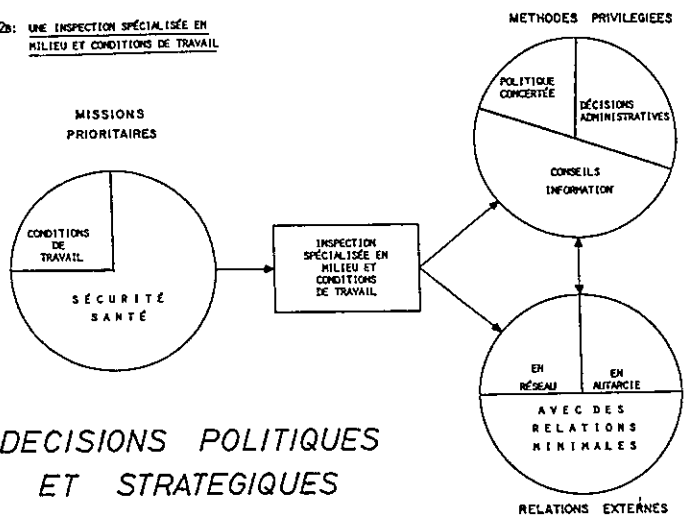 2B: UNE INSPECTION SPÉCIALISÉE EN
MILIEU ET CONDITIONS DE TRAVAIL
MISSIONS
PRIORITAIRES
CONDITIONS
DE
TRAVAIL
SÉCURITÉ
SANTÉ
INSPECTION
SPÉCIALISÉE EN
MILIEU ET
CONDITIONS
DE TRAVAIL
METHODES PRIVILEGIEES
POLITIQUE
CONCERTÉE
DÉCISIONS
ADMINISTRATIVES
CONSEILS
INFORMATION
EN
RÉSEAU
EN
AUTARCIE
AVEC DES
RELATIONS
MINIMALES
RELATIONS EXTERNES
DECISIONS POLITIQUES
ET STRATEGIQUES